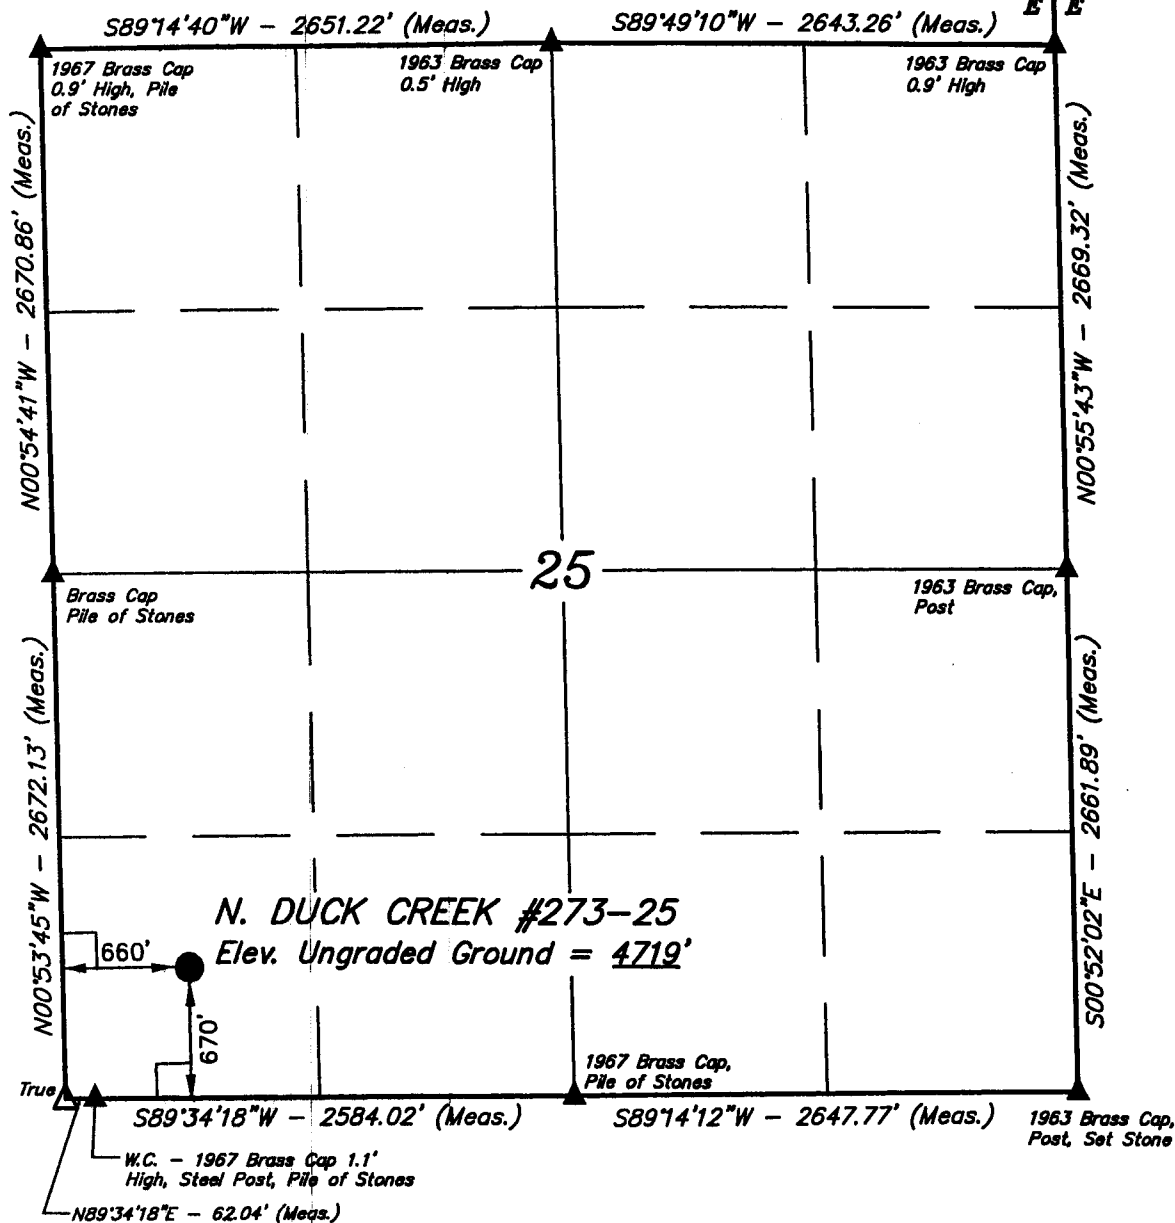 S89°14'40"W - 2651.22' (Meas.)
S89°49'10"W - 2643.26' (Meas.)
E E
1967 Brass Cap
0.9' High, Pile
of Stones
1963 Brass Cap
0.5' High
1963 Brass Cap
0.9' High
N00°54'41"W - 2670.86' (Meas.)
N00°55'43"W - 2669.32' (Meas.)
25
Brass Cap
Pile of Stones
1963 Brass Cap,
Post
N00°53'45"W - 2672.13' (Meas.)
S00°52'02"E - 2661.89' (Meas.)
N. DUCK CREEK #273-25
Elev. Ungraded Ground = 4719'
660'
670'
1967 Brass Cap,
Pile of Stones
True
S89°34'18"W - 2584.02' (Meas.)
S89°14'12"W - 2647.77' (Meas.)
1963 Brass Cap,
Post, Set Stone
W.C. - 1967 Brass Cap 1.1'
High, Steel Post, Pile of Stones
N89°34'18"E - 62.04' (Meas.)